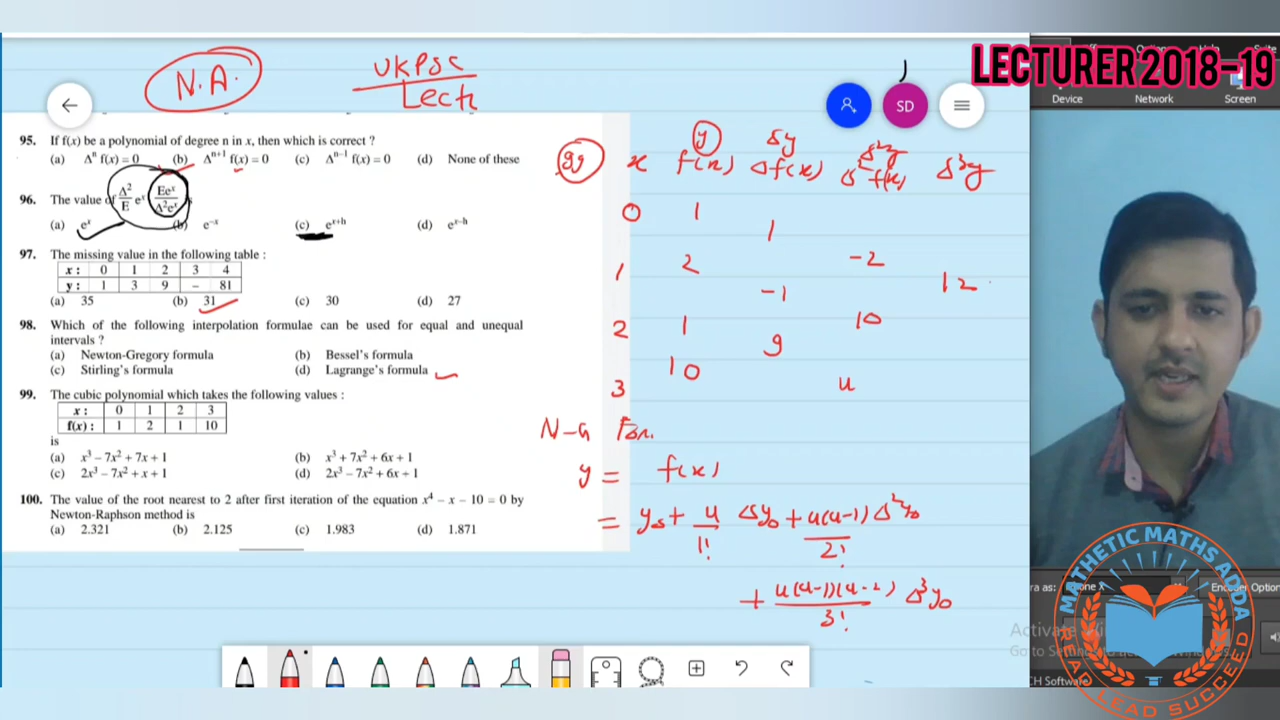 LECTURER 2018-19
N.A.
UKPSC
Lect
SD
Device
Network
Screen
95. If f(x) be a polynomial of degree n in x, then which is correct ?
(a) Δⁿ f(x) = 0 (b) Δⁿ⁺¹ f(x) = 0 (c) Δⁿ⁻¹ f(x) = 0 (d) None of these
96. The value of Δ²/E eˣ Eeˣ/Δ²eˣ
(a) eˣ (b) e⁻ˣ (c) eˣ⁺ʰ (d) eˣ⁻ʰ
97. The missing value in the following table :
x : 0 1 2 3 4
y : 1 3 9 – 81
(a) 35 (b) 31 (c) 30 (d) 27
98. Which of the following interpolation formulae can be used for equal and unequal
intervals ?
(a) Newton-Gregory formula (b) Bessel's formula
(c) Stirling's formula (d) Lagrange's formula
99. The cubic polynomial which takes the following values :
x : 0 1 2 3
f(x) : 1 2 1 10
is
(a) x³ – 7x² + 7x + 1 (b) x³ + 7x² + 6x + 1
(c) 2x³ – 7x² + x + 1 (d) 2x³ – 7x² + 6x + 1
100. The value of the root nearest to 2 after first iteration of the equation x⁴ – x – 10 = 0 by
Newton-Raphson method is
(a) 2.321 (b) 2.125 (c) 1.983 (d) 1.871
99
y Δy Δ²y
x f(x) Δf(x) Δ²f(x) Δ³y
0 1
1
1 2 -2
-1 12
2 1 10
9
3 10
u
N-G For.
y = f(x)
= y₀ + u/1! Δy₀ + u(u-1)/2! Δ²y₀
+ u(u-1)(u-2)/3! Δ³y₀
Activate Wi
Go to Setti
MATHETIC MATHS ADDA
READ LEAD SUCCEED